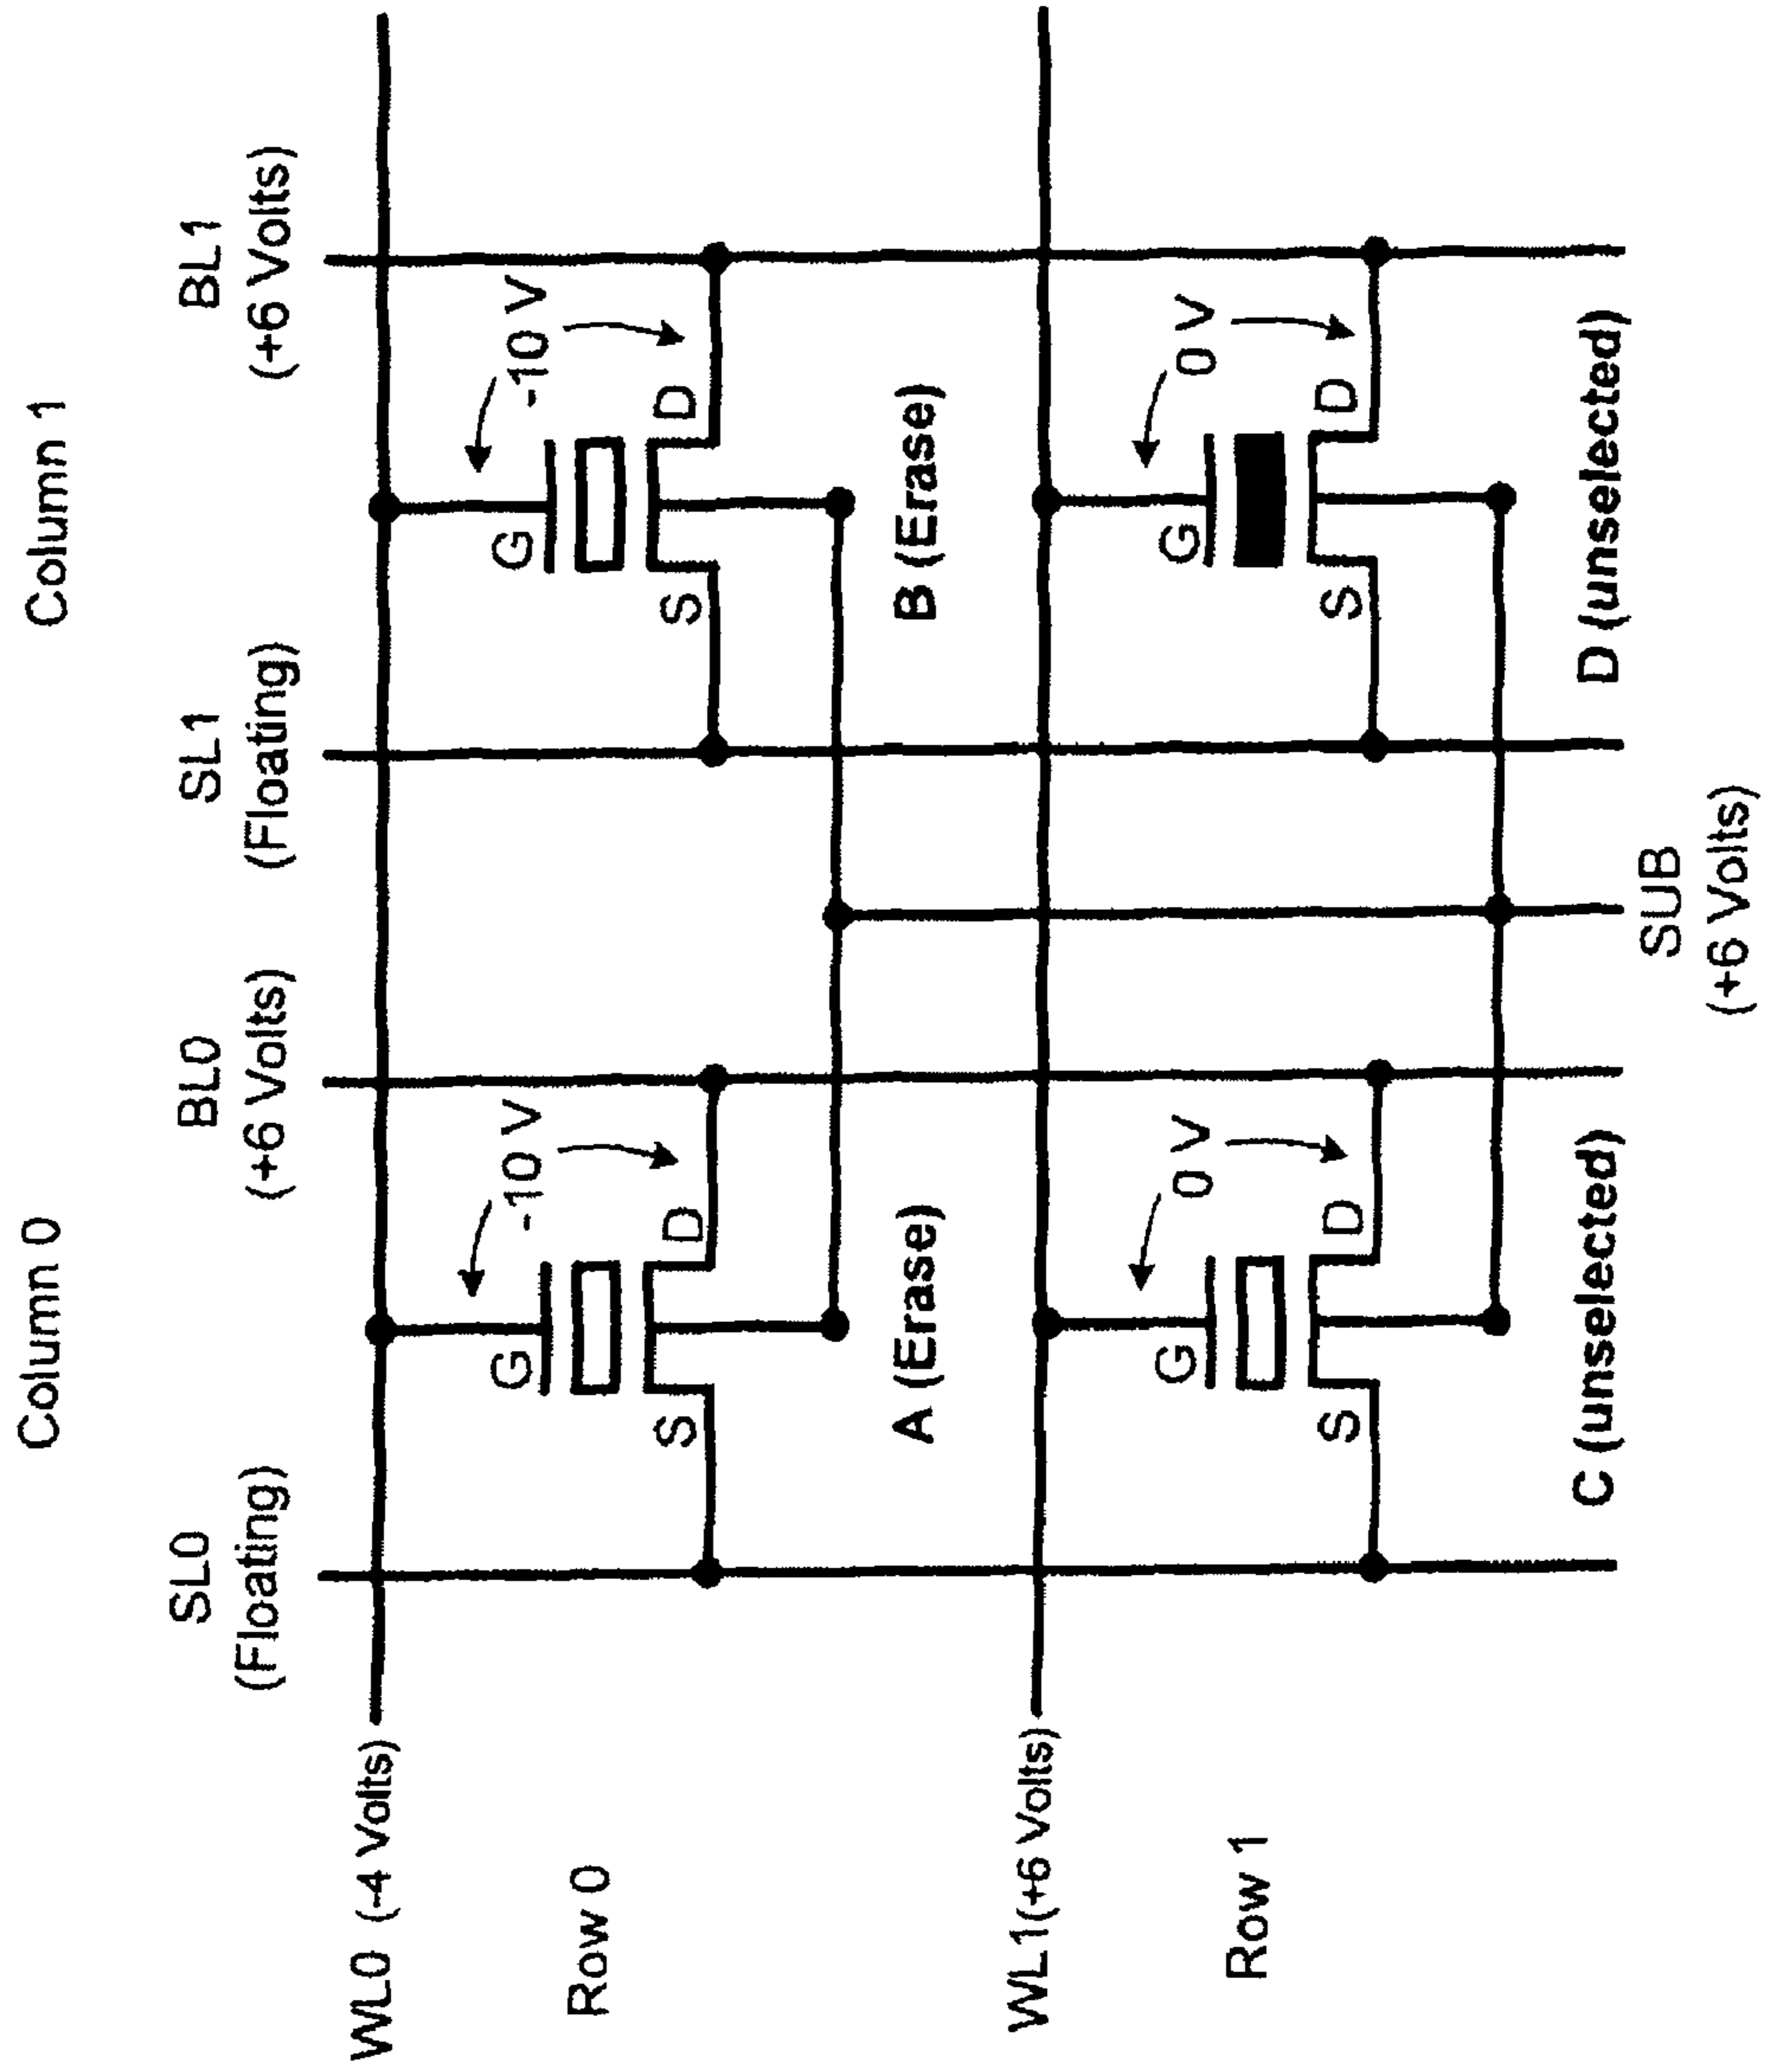 Column 0
Column 1
SL0
(Floating)
BL0
(+6 Volts)
SL1
(Floating)
BL1
(+6 Volts)
WL0 (-4 Volts)
Row 0
G
-10 V
S
D
A (Erase)
G
-10 V
S
D
B (Erase)
WL1(+6 Volts)
Row 1
G
0 V
S
D
C (unselected)
G
0 V
S
D
D (unselected)
SUB
(+6 Volts)